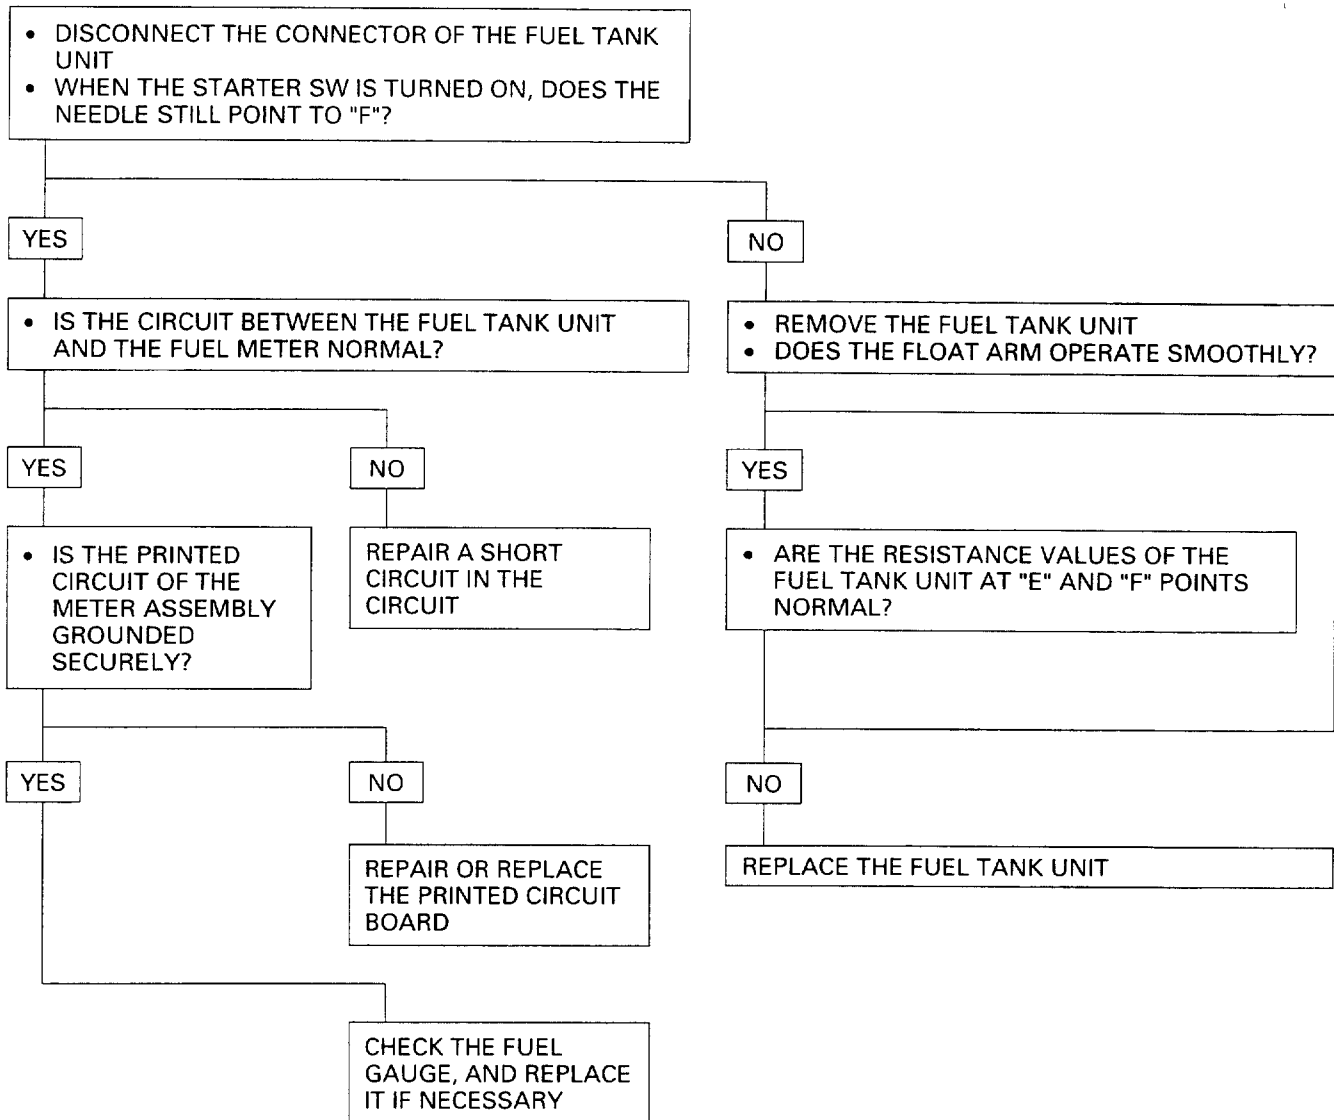 • DISCONNECT THE CONNECTOR OF THE FUEL TANK
UNIT
• WHEN THE STARTER SW IS TURNED ON, DOES THE
NEEDLE STILL POINT TO "F"?
YES
NO
• IS THE CIRCUIT BETWEEN THE FUEL TANK UNIT
AND THE FUEL METER NORMAL?
• REMOVE THE FUEL TANK UNIT
• DOES THE FLOAT ARM OPERATE SMOOTHLY?
YES
NO
YES
• IS THE PRINTED
CIRCUIT OF THE
METER ASSEMBLY
GROUNDED
SECURELY?
REPAIR A SHORT
CIRCUIT IN THE
CIRCUIT
• ARE THE RESISTANCE VALUES OF THE
FUEL TANK UNIT AT "E" AND "F" POINTS
NORMAL?
YES
NO
NO
REPAIR OR REPLACE
THE PRINTED CIRCUIT
BOARD
REPLACE THE FUEL TANK UNIT
CHECK THE FUEL
GAUGE, AND REPLACE
IT IF NECESSARY